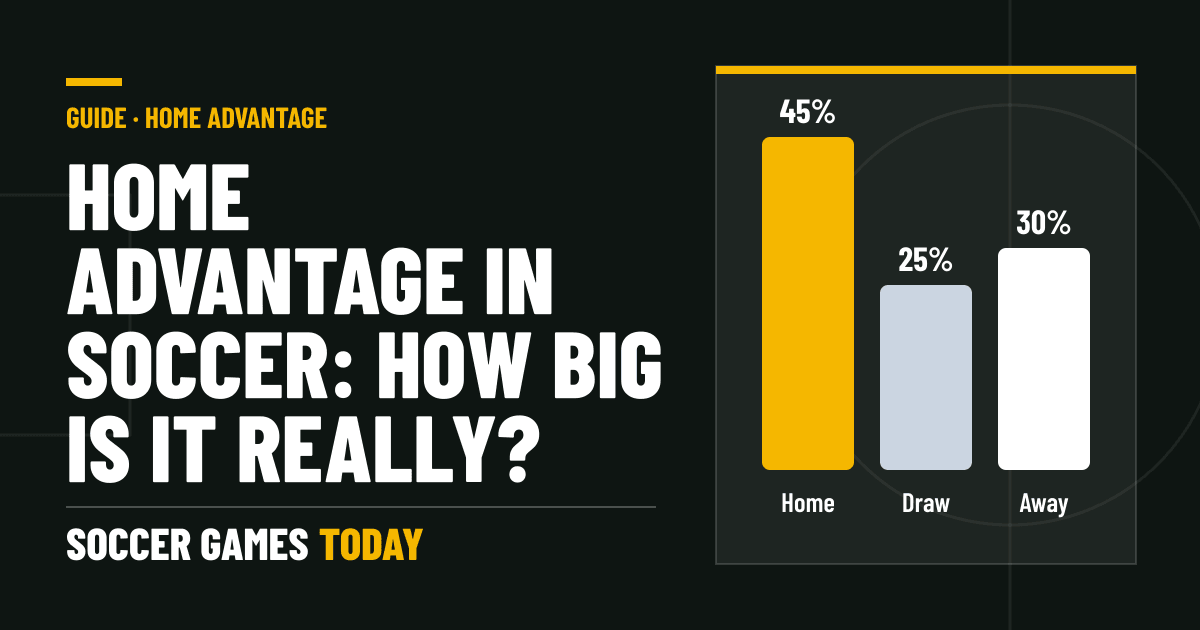 GUIDE · HOME ADVANTAGE
HOME
ADVANTAGE IN
SOCCER: HOW BIG
IS IT REALLY?
SOCCER GAMES TODAY
45%
25%
30%
Home
Draw
Away